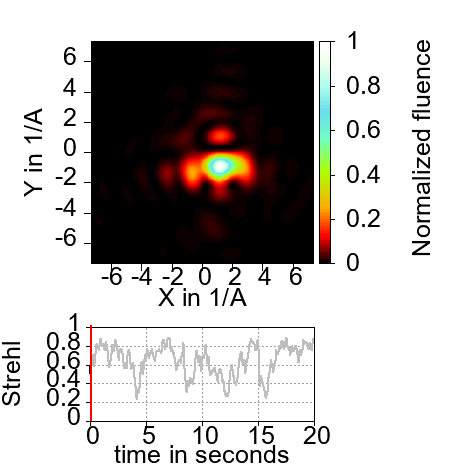 6
4
2
0
-2
-4
-6
Y in 1/A
-6 -4 -2 0 2 4 6
X in 1/A
1
0.8
0.6
0.4
0.2
0
Normalized fluence
Strehl
1
0.8
0.6
0.4
0.2
0
0 5 10 15 20
time in seconds